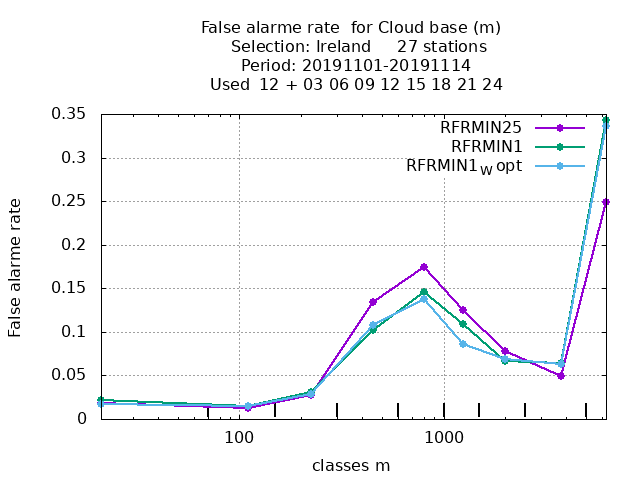 False alarme rate  for Cloud base (m)
Selection: Ireland     27 stations
Period: 20191101-20191114
Used  12 + 03 06 09 12 15 18 21 24
RFRMIN25
RFRMIN1
RFRMIN1W opt
0.35
0.3
0.25
0.2
0.15
0.1
0.05
0
False alarme rate
100
1000
classes m